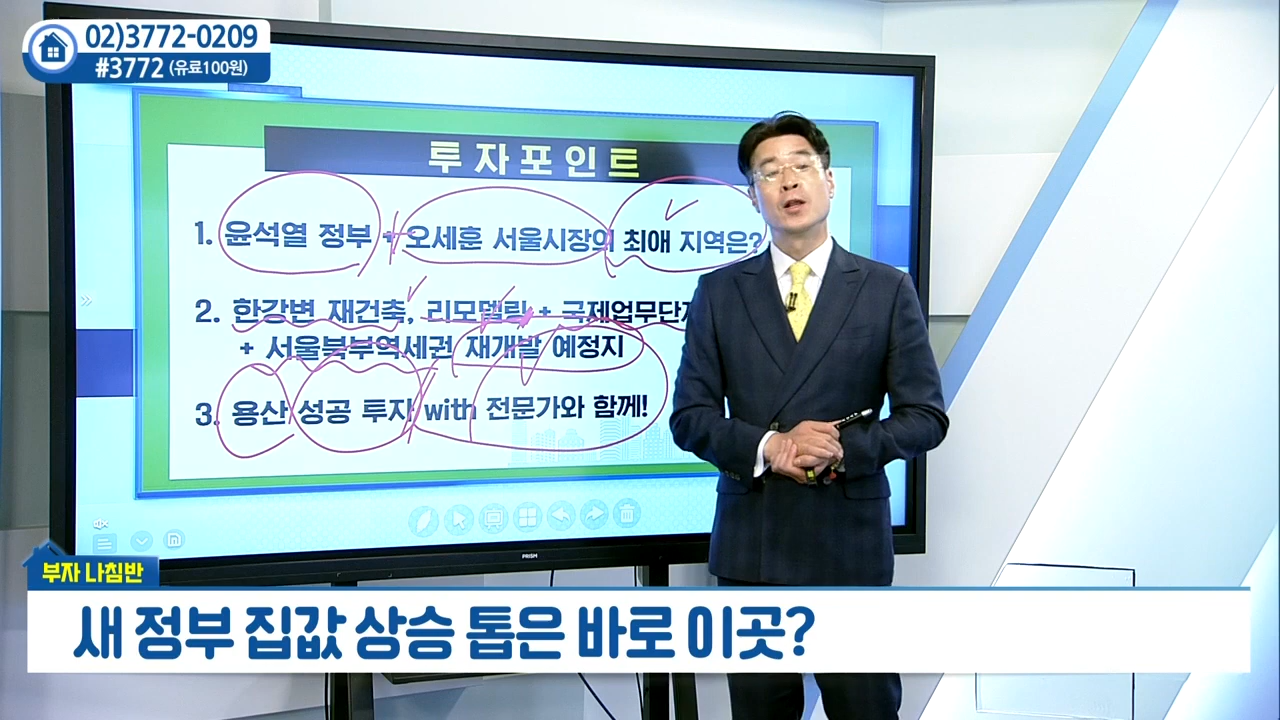 02)3772-0209
#3772 (유료100원)
투자포인트
1. 윤석열 정부 + 오세훈 서울시장의 최애 지역은?
2. 한강변 재건축, 리모델링 + 국제업무단지
+ 서울북부역세권 재개발 예정지
3. 용산 성공 투자 with 전문가와 함께!
PRISM
부자 나침반
새 정부 집값 상승 톱은 바로 이곳?